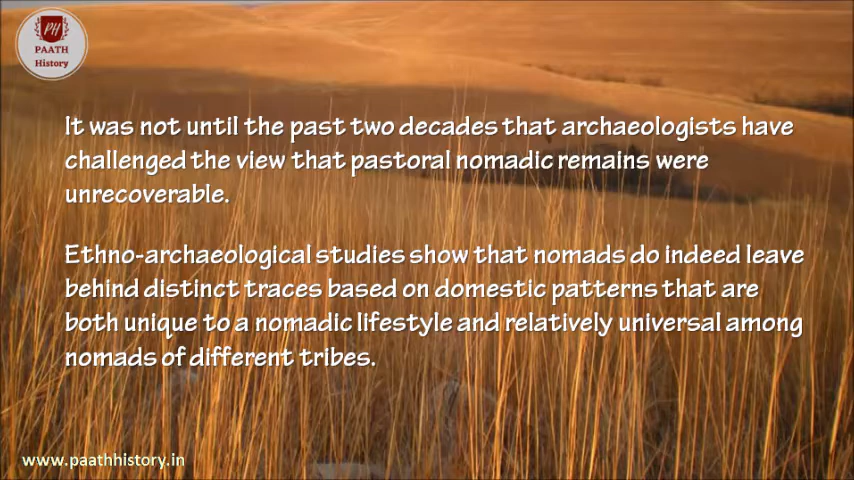 PH
PAATH
History
It was not until the past two decades that archaeologists have
challenged the view that pastoral nomadic remains were
unrecoverable.
Ethno-archaeological studies show that nomads do indeed leave
behind distinct traces based on domestic patterns that are
both unique to a nomadic lifestyle and relatively universal among
nomads of different tribes.
www.paathhistory.in